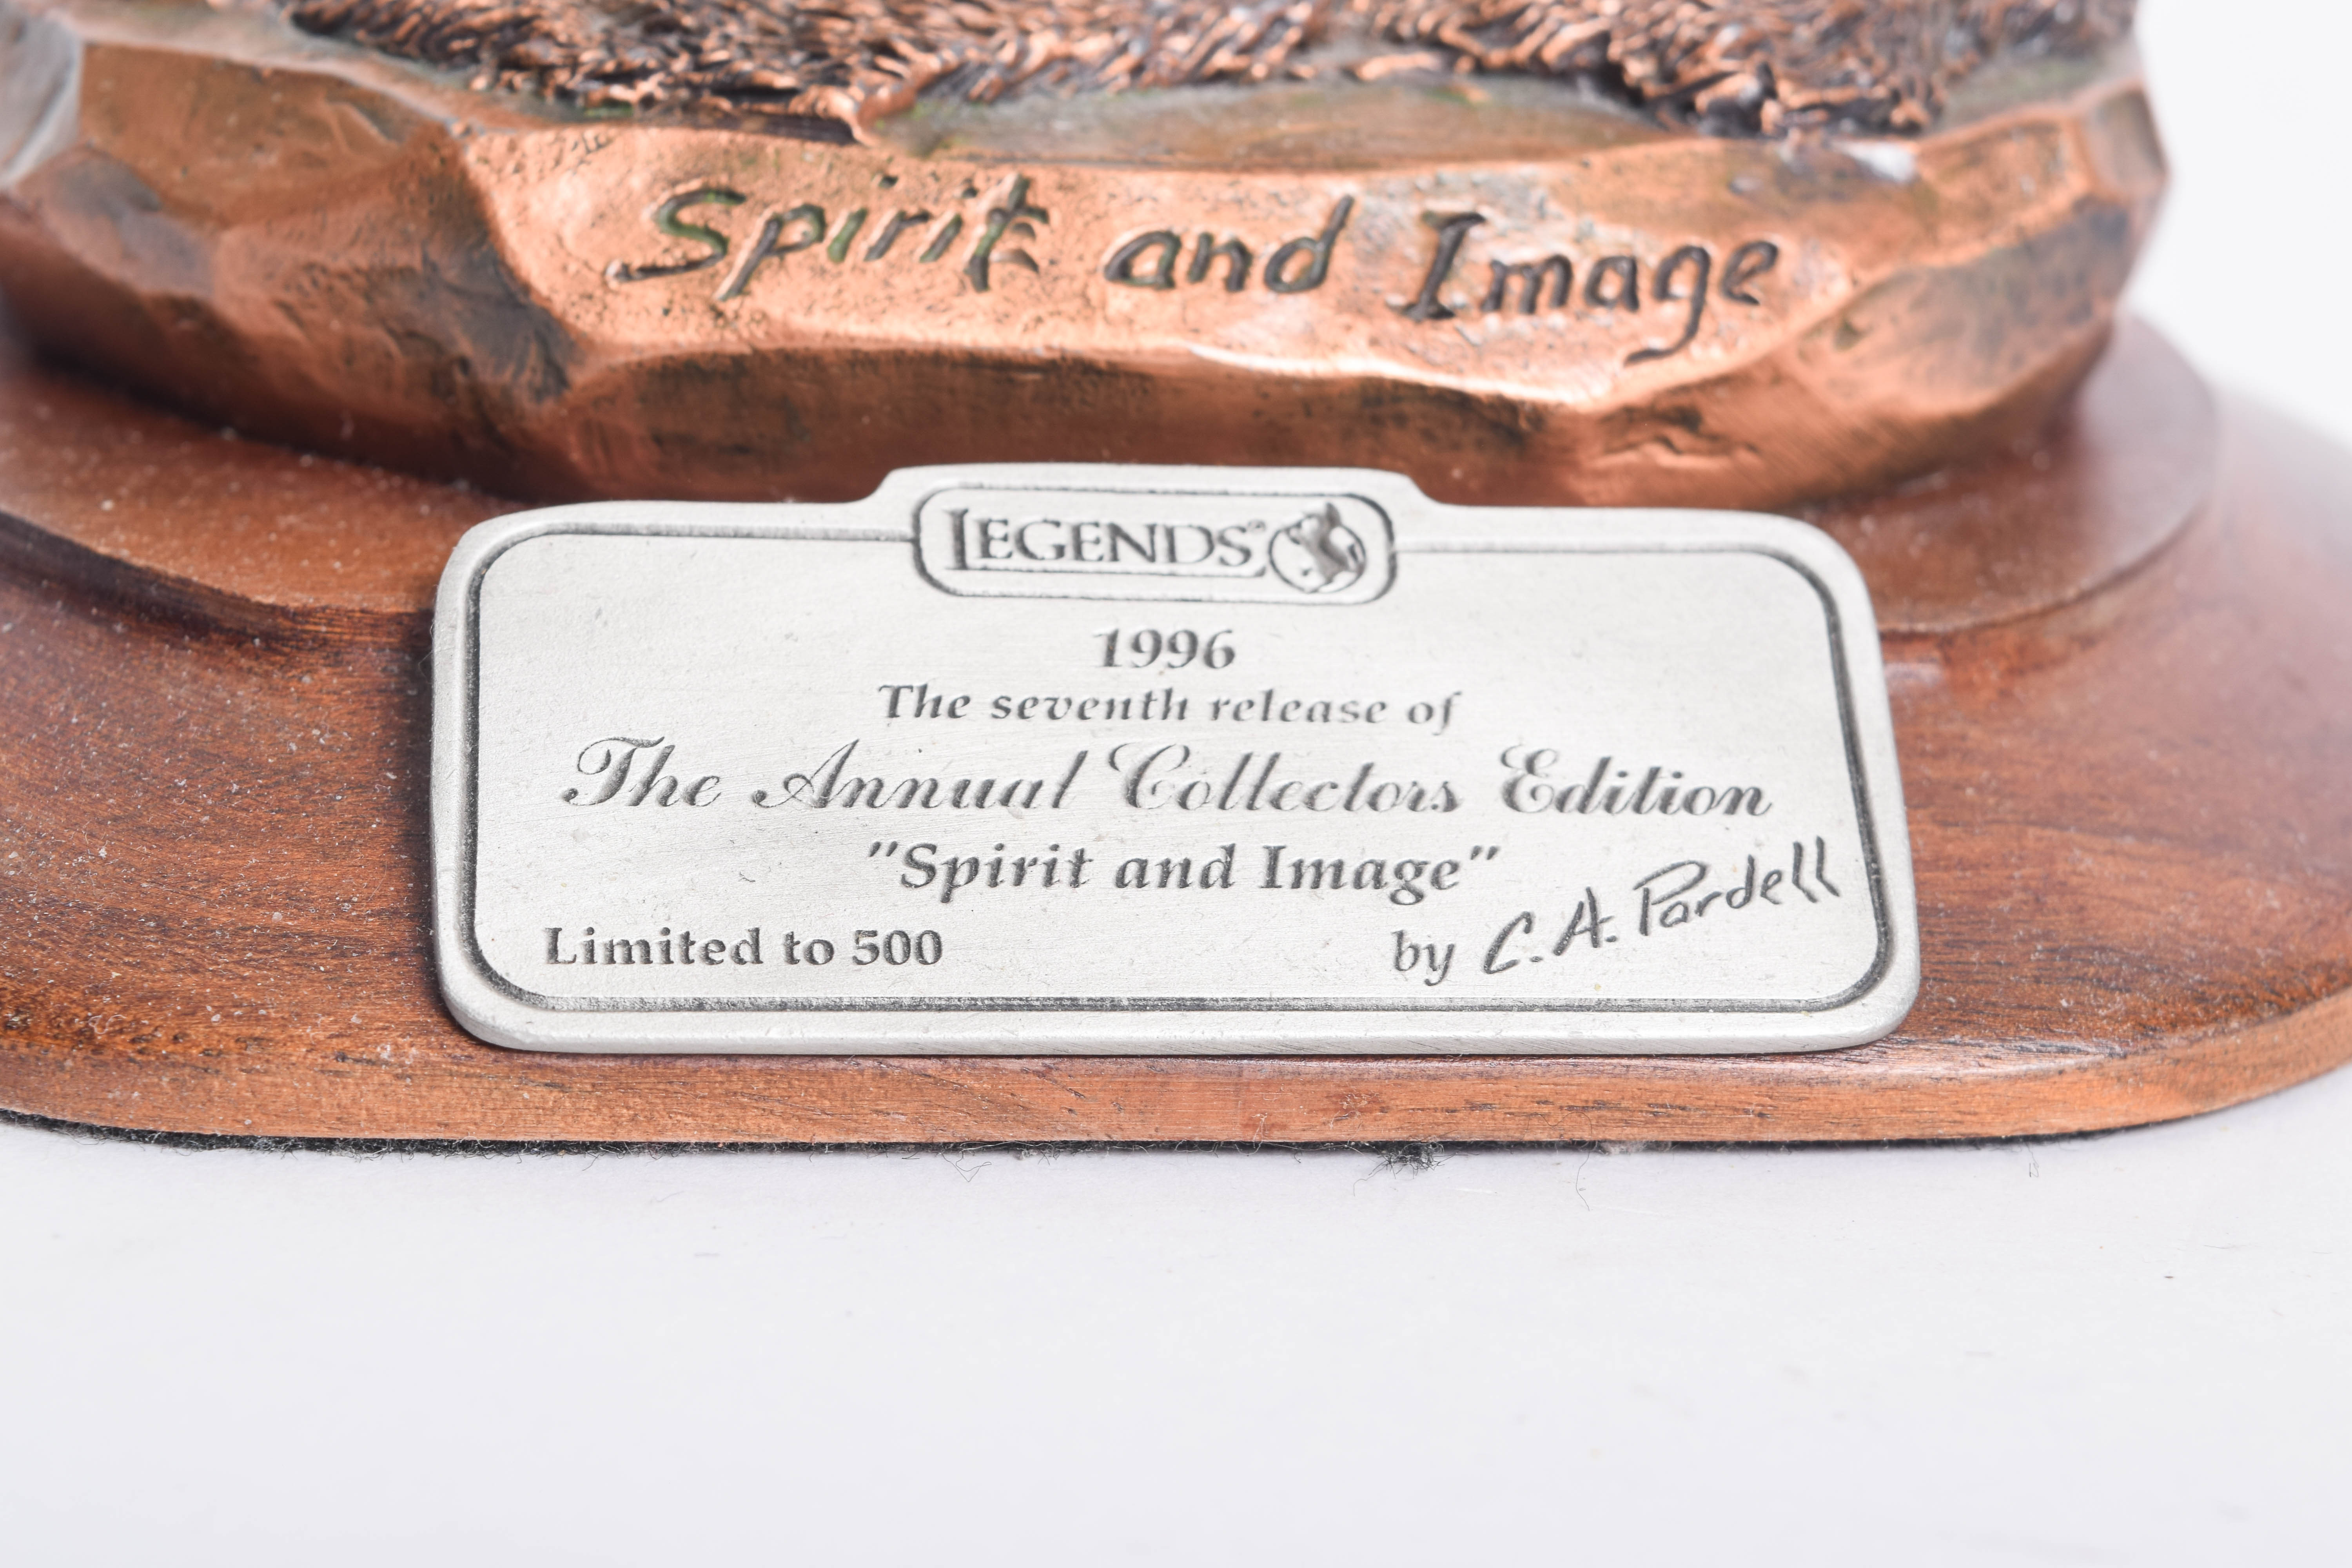 Spirit and Image
LEGENDS®
1996
The seventh release of
The Annual Collectors Edition
"Spirit and Image"
Limited to 500
by C. A. Pardell